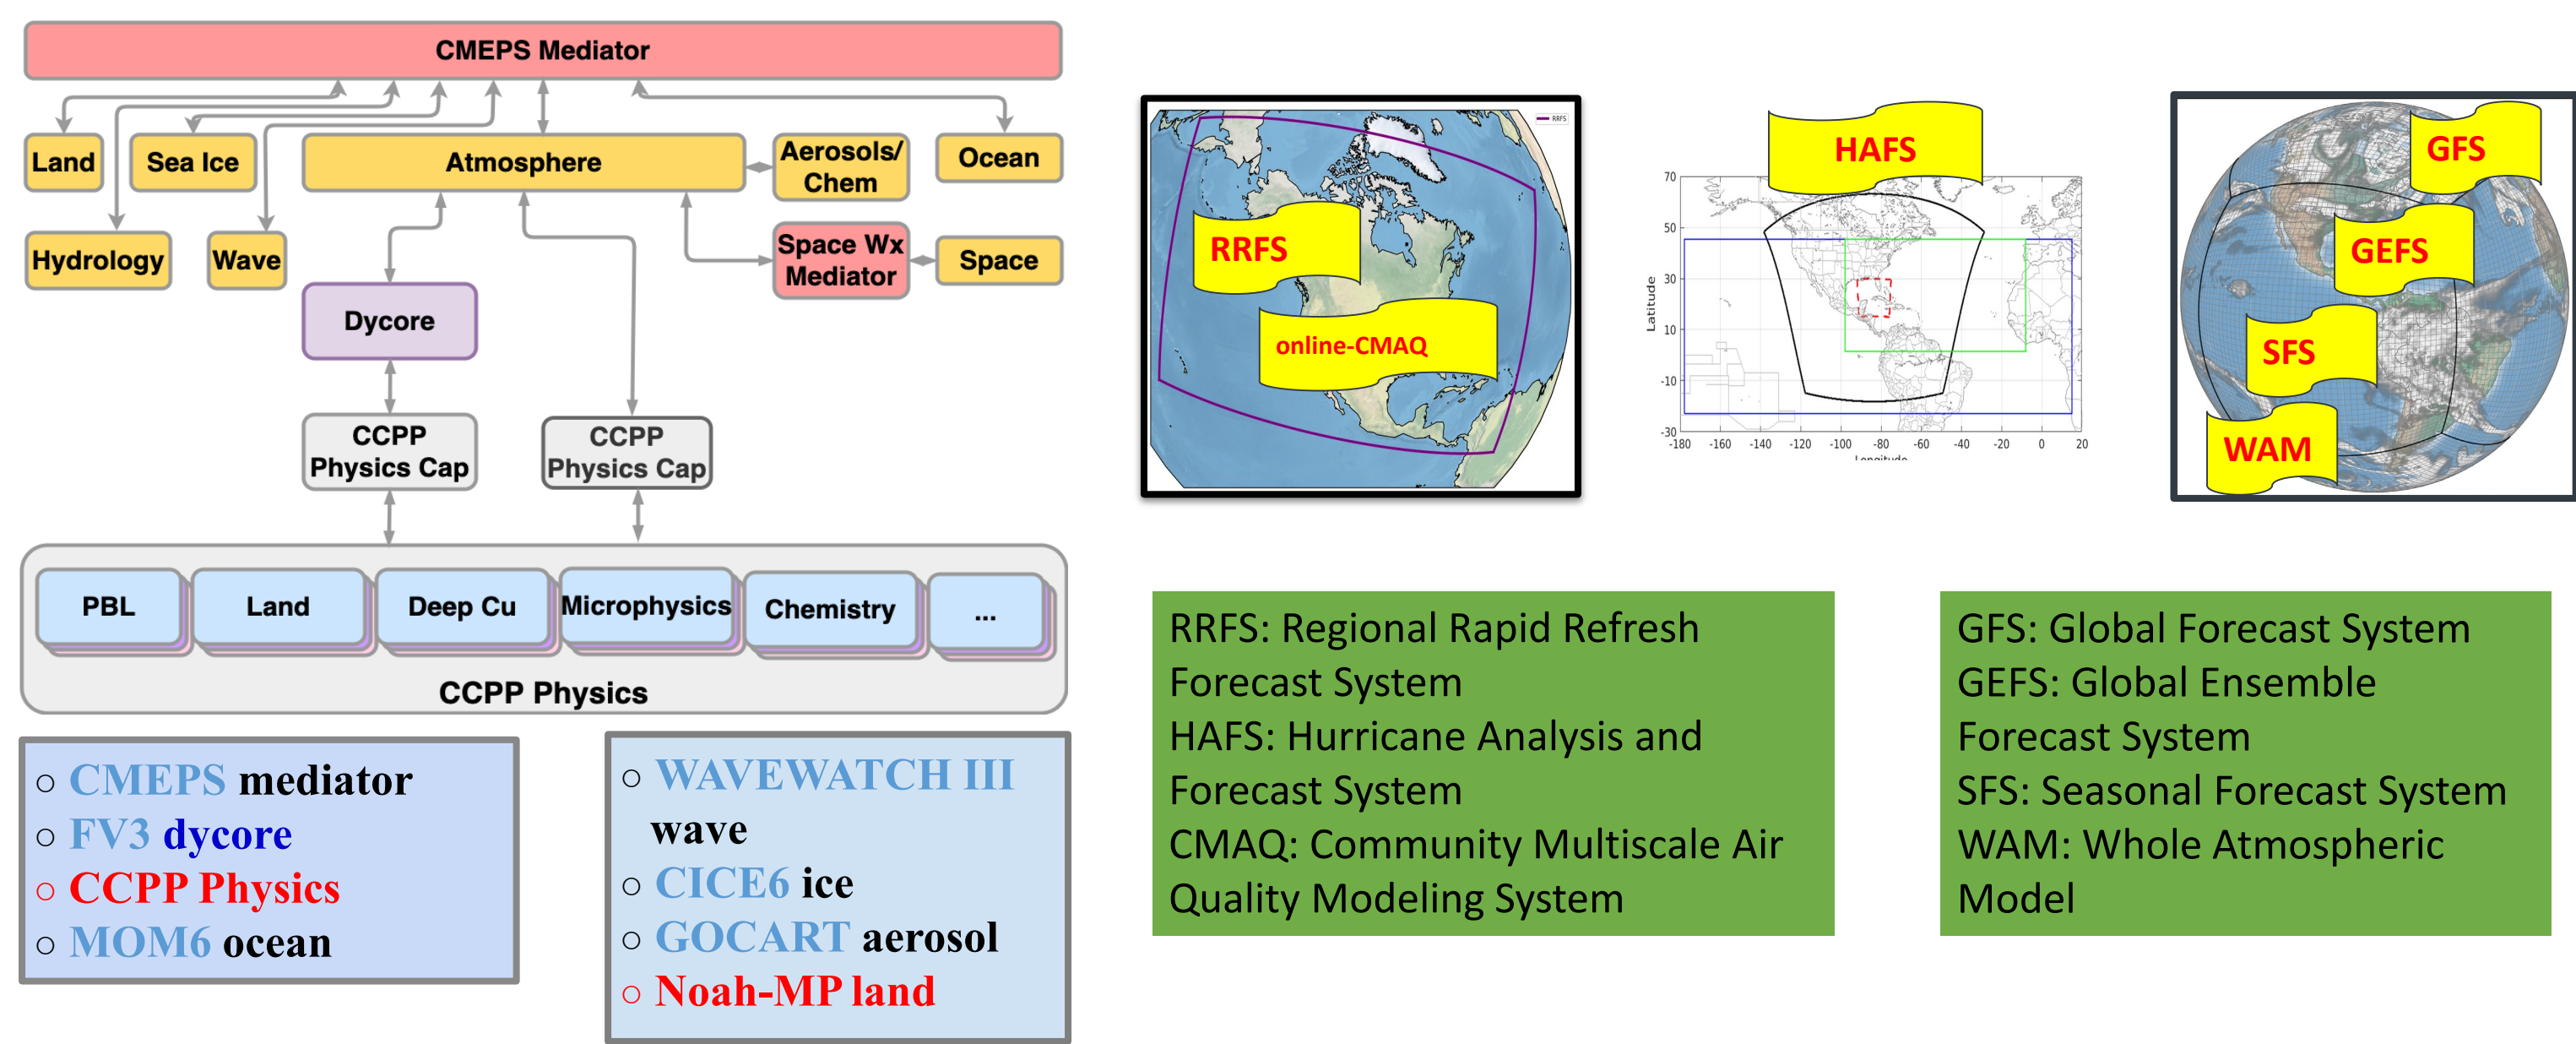 CMEPS Mediator
Land
Sea Ice
Atmosphere
Aerosols/
Chem
Ocean
Hydrology
Wave
Space Wx
Mediator
Space
Dycore
CCPP
Physics Cap
CCPP
Physics Cap
PBL
Land
Deep Cu
Microphysics
Chemistry
...
CCPP Physics
○ CMEPS mediator
○ FV3 dycore
○ CCPP Physics
○ MOM6 ocean
○ WAVEWATCH III
wave
○ CICE6 ice
○ GOCART aerosol
○ Noah-MP land
RRFS
RRFS
online-CMAQ
HAFS
70
50
30
10
-10
-30
Latitude
-180 -160 -140 -120 -100 -80 -60 -40 -20 0 20
Longitude
GFS
GEFS
SFS
WAM
RRFS: Regional Rapid Refresh
Forecast System
HAFS: Hurricane Analysis and
Forecast System
CMAQ: Community Multiscale Air
Quality Modeling System
GFS: Global Forecast System
GEFS: Global Ensemble
Forecast System
SFS: Seasonal Forecast System
WAM: Whole Atmospheric
Model